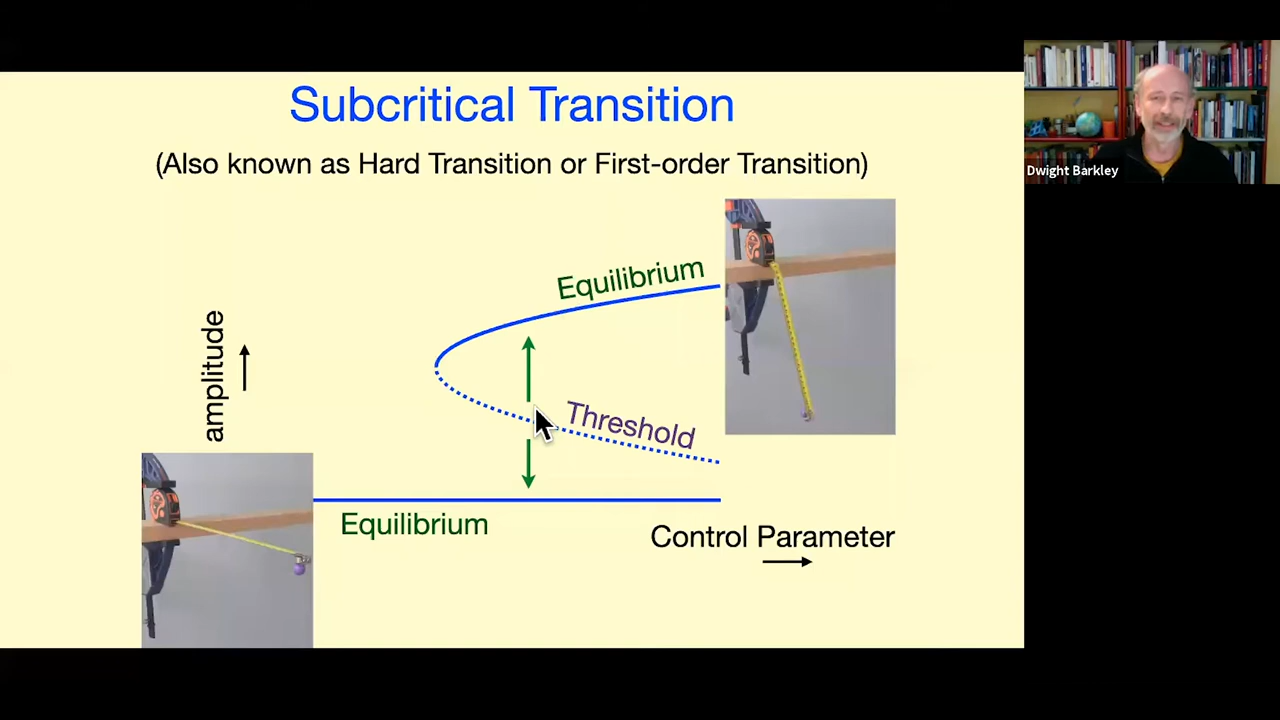 Subcritical Transition
(Also known as Hard Transition or First-order Transition)
Dwight Barkley
Equilibrium
amplitude
Threshold
Equilibrium
Control Parameter